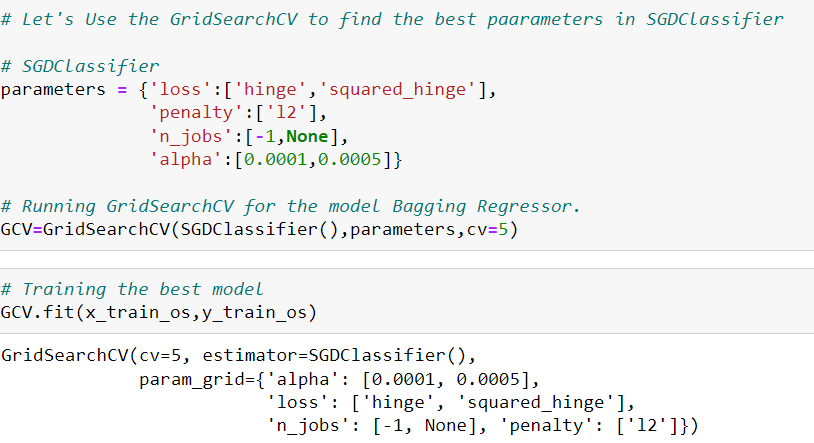 # Let's Use the GridSearchCV to find the best paarameters in SGDClassifier
# SGDClassifier
parameters = {'loss':['hinge','squared_hinge'],
'penalty':['l2'],
'n_jobs':[-1,None],
'alpha':[0.0001,0.0005]}
# Running GridSearchCV for the model Bagging Regressor.
GCV=GridSearchCV(SGDClassifier(),parameters,cv=5)
# Training the best model
GCV.fit(x_train_os,y_train_os)
GridSearchCV(cv=5, estimator=SGDClassifier(),
param_grid={'alpha': [0.0001, 0.0005],
'loss': ['hinge', 'squared_hinge'],
'n_jobs': [-1, None], 'penalty': ['l2']})